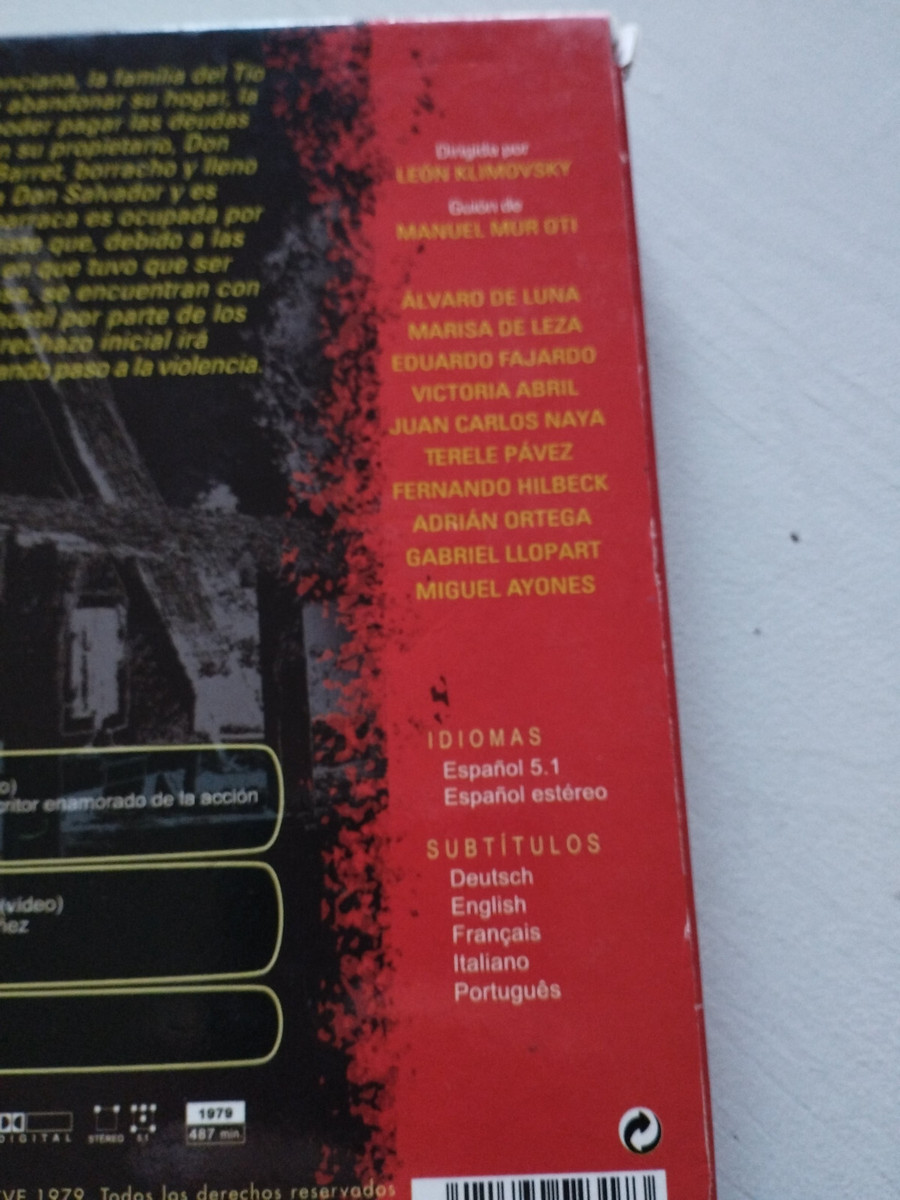 enciana, la familia del Tío
abandonar su hogar, la
poder pagar las deudas
n su propietario, Don
Barret, borracho y lleno
a Don Salvador y es
barraca es ocupada por
que, debido a las
en que tuvo que ser
se encuentran con
hostil por parte de los
rechazo inicial irá
ando paso a la violencia.
Dirigida por
LEÓN KLIMOVSKY
Guión de
MANUEL MUR OTI
ÁLVARO DE LUNA
MARISA DE LEZA
EDUARDO FAJARDO
VICTORIA ABRIL
JUAN CARLOS NAYA
TERELE PÁVEZ
FERNANDO HILBECK
ADRIÁN ORTEGA
GABRIEL LLOPART
MIGUEL AYONES
IDIOMAS
Español 5.1
Español estéreo
SUBTÍTULOS
Deutsch
English
Français
Italiano
Português
o)
critor enamorado de la acción
(vídeo)
ñez
DIGITAL
STEREO
5.1
1979
487 min.
TVE 1979. Todos los derechos reservados